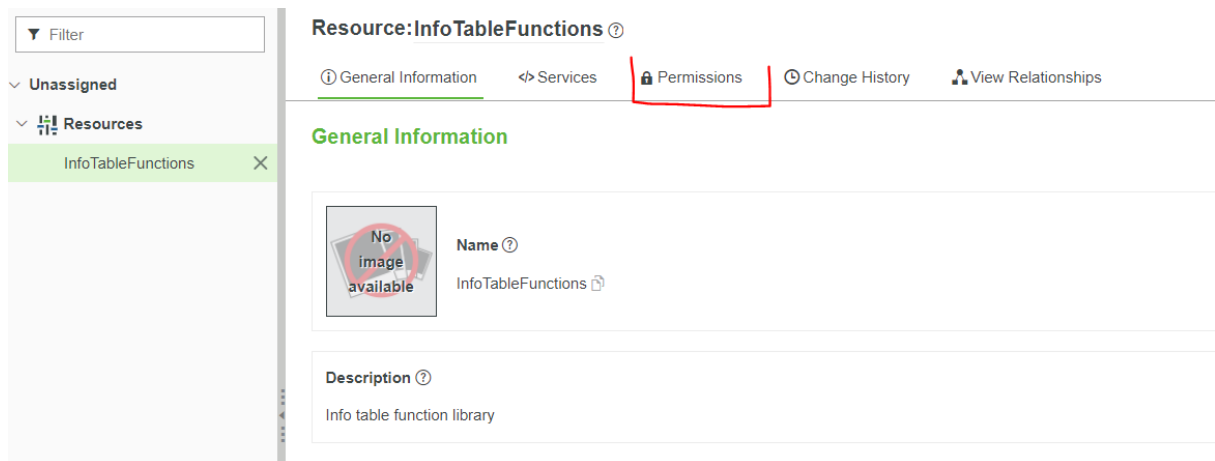 Filter
Unassigned
Resources
InfoTableFunctions
Resource:InfoTableFunctions
General Information
Services
Permissions
Change History
View Relationships
General Information
No
image
available
Name
InfoTableFunctions
Description
Info table function library